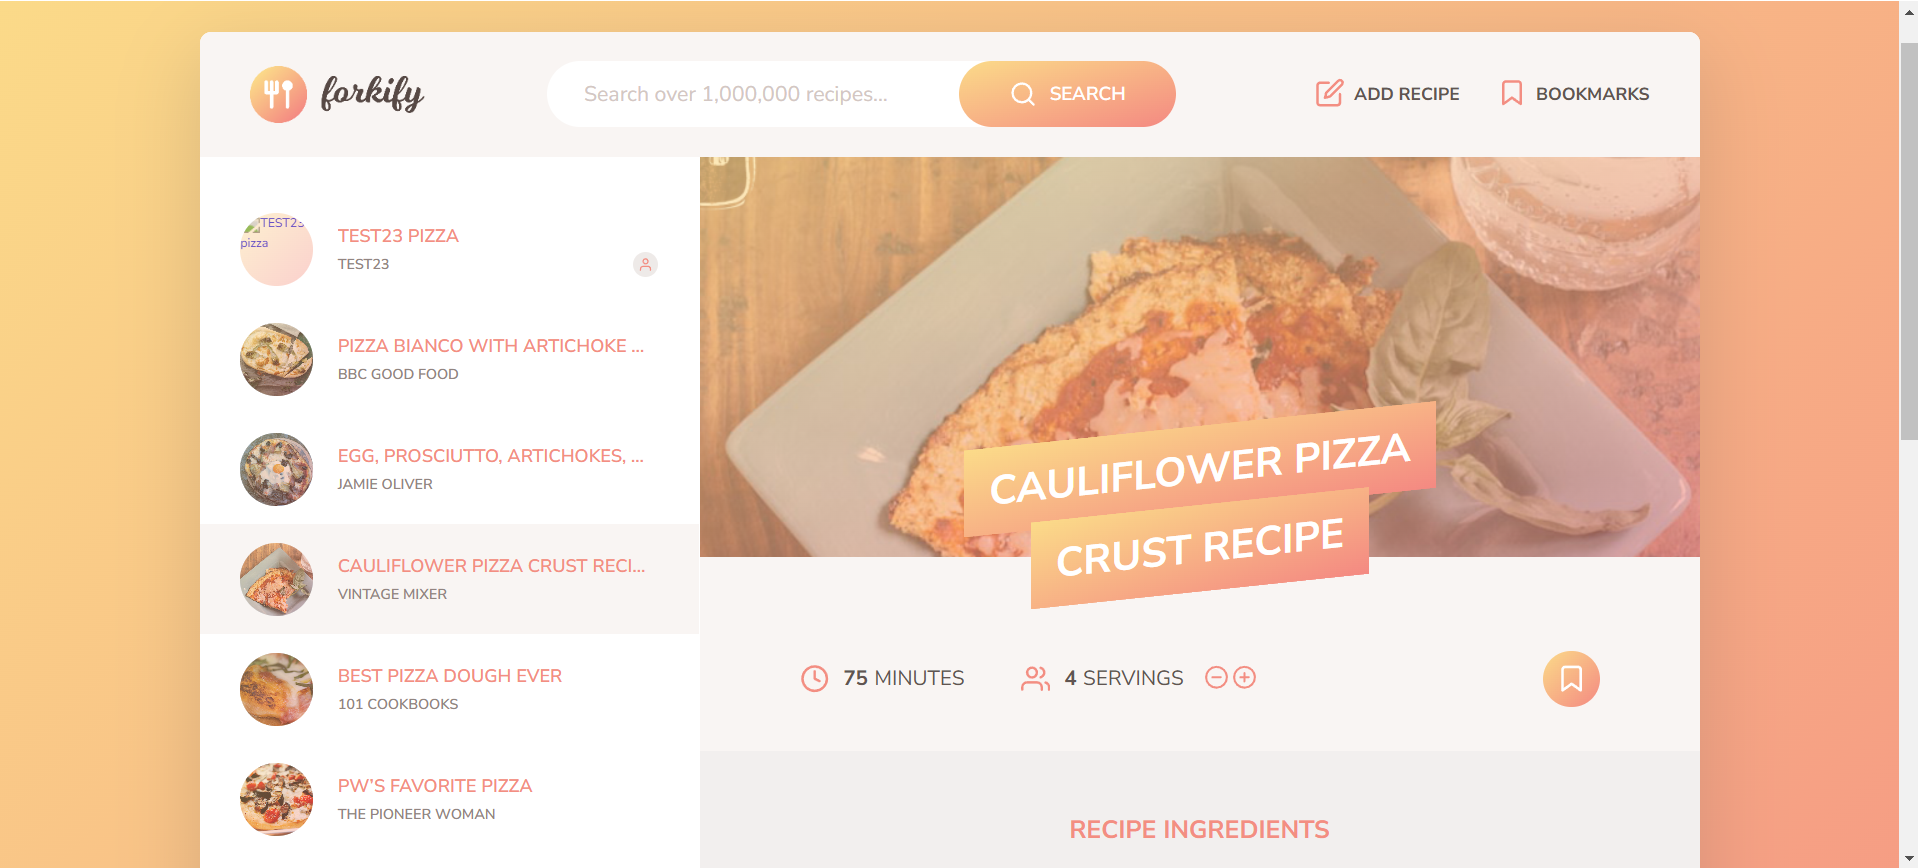 forkify
Search over 1,000,000 recipes...
SEARCH
ADD RECIPE
BOOKMARKS
TEST23
pizza
TEST23 PIZZA
TEST23
PIZZA BIANCO WITH ARTICHOKE ...
BBC GOOD FOOD
EGG, PROSCIUTTO, ARTICHOKES, ...
JAMIE OLIVER
CAULIFLOWER PIZZA CRUST RECI...
VINTAGE MIXER
BEST PIZZA DOUGH EVER
101 COOKBOOKS
PW'S FAVORITE PIZZA
THE PIONEER WOMAN
CAULIFLOWER PIZZA
CRUST RECIPE
75 MINUTES
4 SERVINGS
RECIPE INGREDIENTS